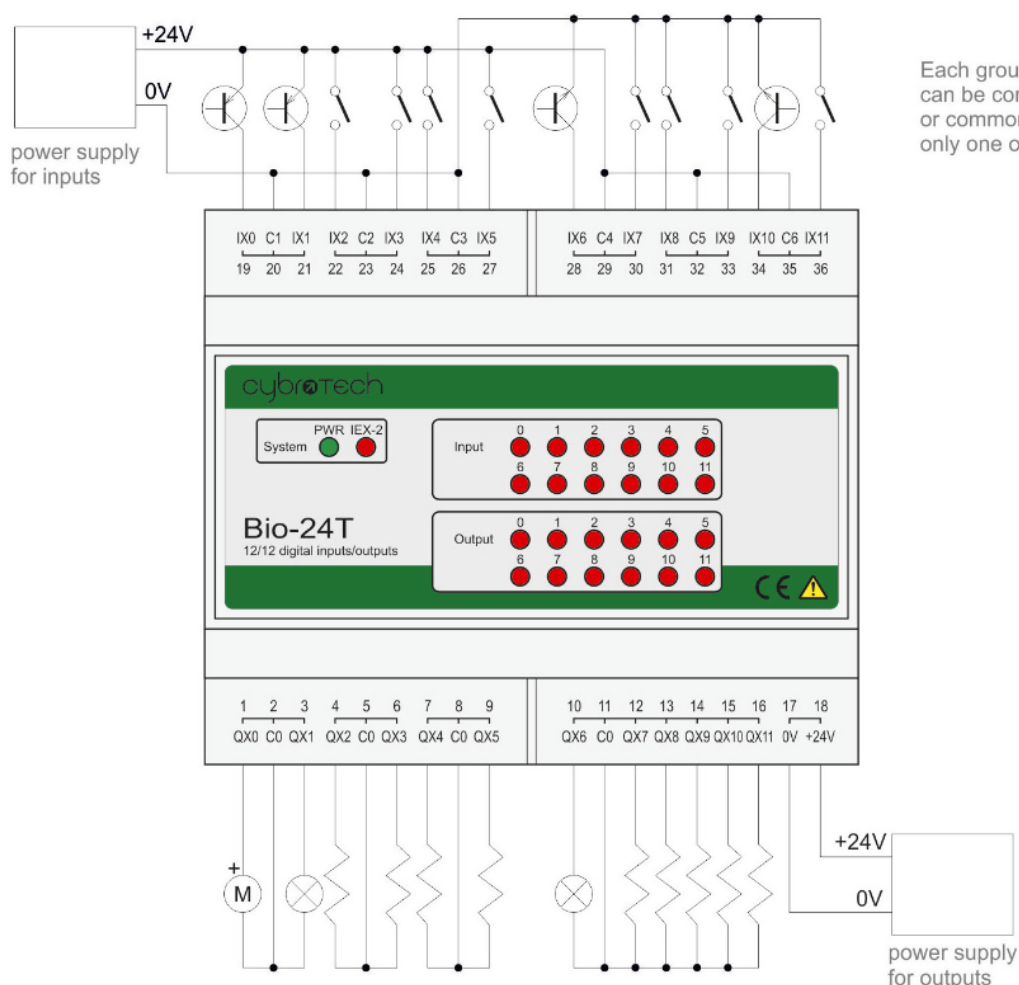 +24V
0V
power supply
for inputs
Each grou
can be con
or common
only one o
IX0 C1 IX1 IX2 C2 IX3 IX4 C3 IX5 IX6 C4 IX7 IX8 C5 IX9 IX10 C6 IX11
19 20 21 22 23 24 25 26 27 28 29 30 31 32 33 34 35 36
cybrotech
System PWR IEX-2
Input 0 1 2 3 4 5
6 7 8 9 10 11
Bio-24T
12/12 digital inputs/outputs
Output 0 1 2 3 4 5
6 7 8 9 10 11
CE
1 2 3 4 5 6 7 8 9 10 11 12 13 14 15 16 17 18
QX0 C0 QX1 QX2 C0 QX3 QX4 C0 QX5 QX6 C0 QX7 QX8 QX9 QX10 QX11 0V +24V
+
M
+24V
0V
power supply
for outputs